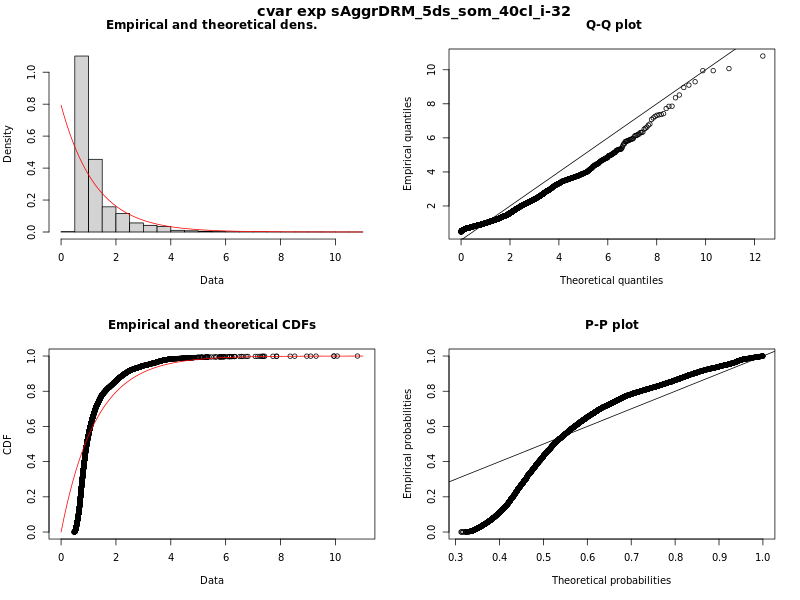 cvar exp sAggrDRM_5ds_som_40cl_i-32
Empirical and theoretical dens.
Density
0.0 0.2 0.4 0.6 0.8 1.0
0 2 4 6 8 10
Data
Q-Q plot
Empirical quantiles
2 4 6 8 10
0 2 4 6 8 10 12
Theoretical quantiles
Empirical and theoretical CDFs
CDF
0.0 0.2 0.4 0.6 0.8 1.0
0 2 4 6 8 10
Data
P-P plot
Empirical probabilities
0.0 0.2 0.4 0.6 0.8 1.0
0.3 0.4 0.5 0.6 0.7 0.8 0.9 1.0
Theoretical probabilities